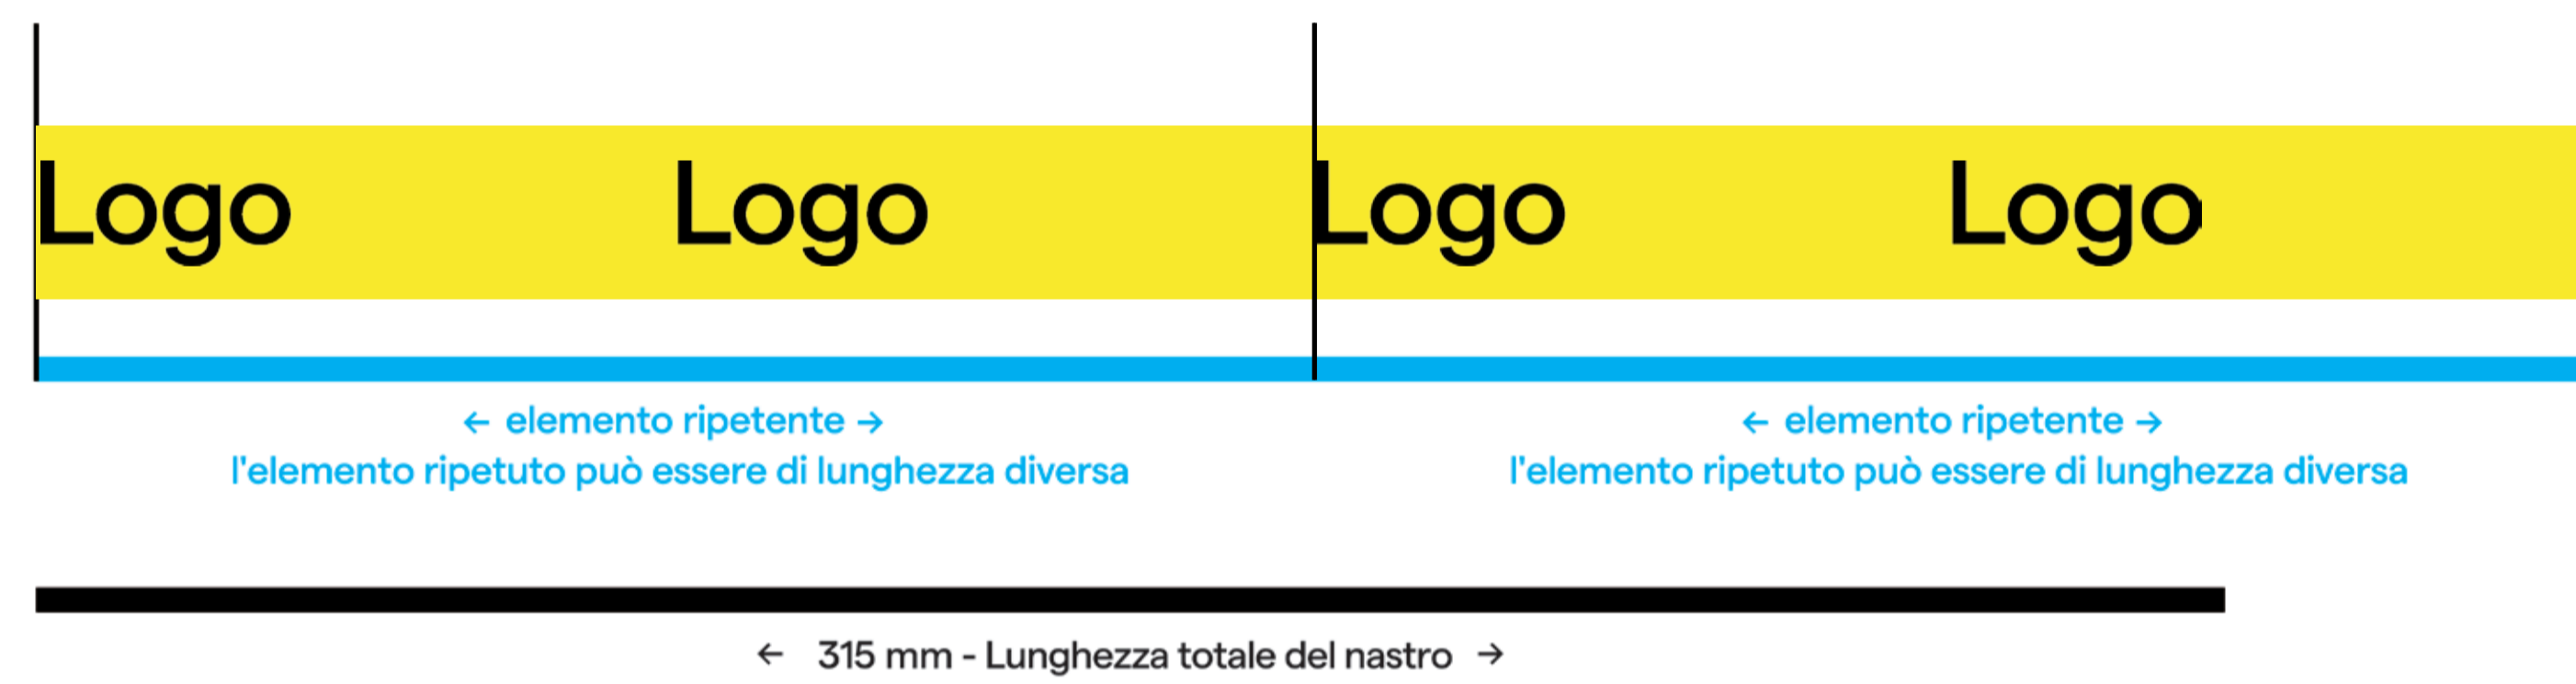 Logo Logo Logo Logo
← elemento ripetente → ← elemento ripetente →
l'elemento ripetuto può essere di lunghezza diversa l'elemento ripetuto può essere di lunghezza diversa
← 315 mm - Lunghezza totale del nastro →